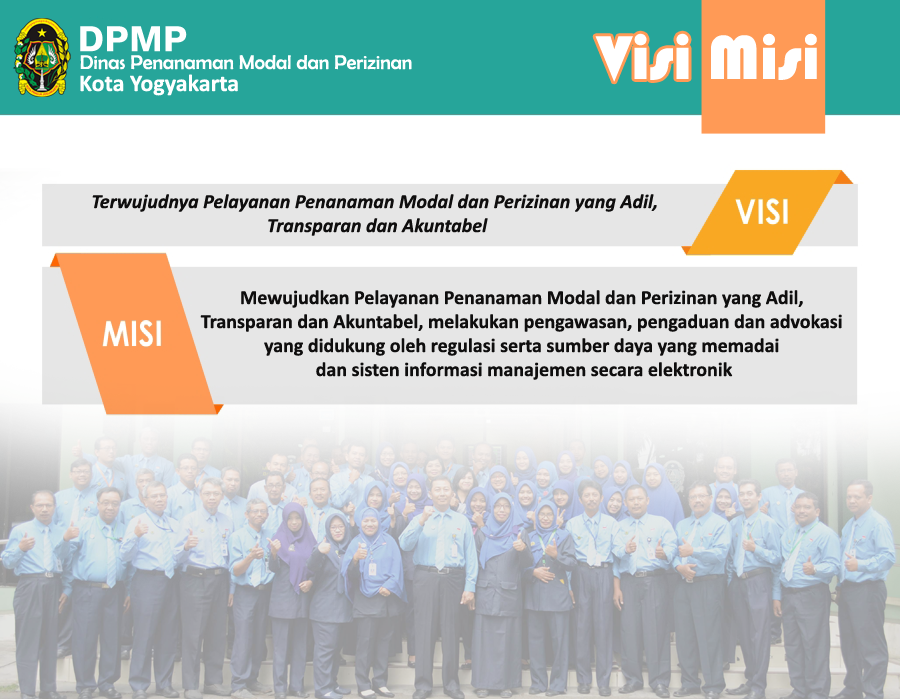 DPMP
Dinas Penanaman Modal dan Perizinan
Kota Yogyakarta
Visi Misi
Terwujudnya Pelayanan Penanaman Modal dan Perizinan yang Adil,
Transparan dan Akuntabel
VISI
MISI
Mewujudkan Pelayanan Penanaman Modal dan Perizinan yang Adil,
Transparan dan Akuntabel, melakukan pengawasan, pengaduan dan advokasi
yang didukung oleh regulasi serta sumber daya yang memadai
dan sisten informasi manajemen secara elektronik